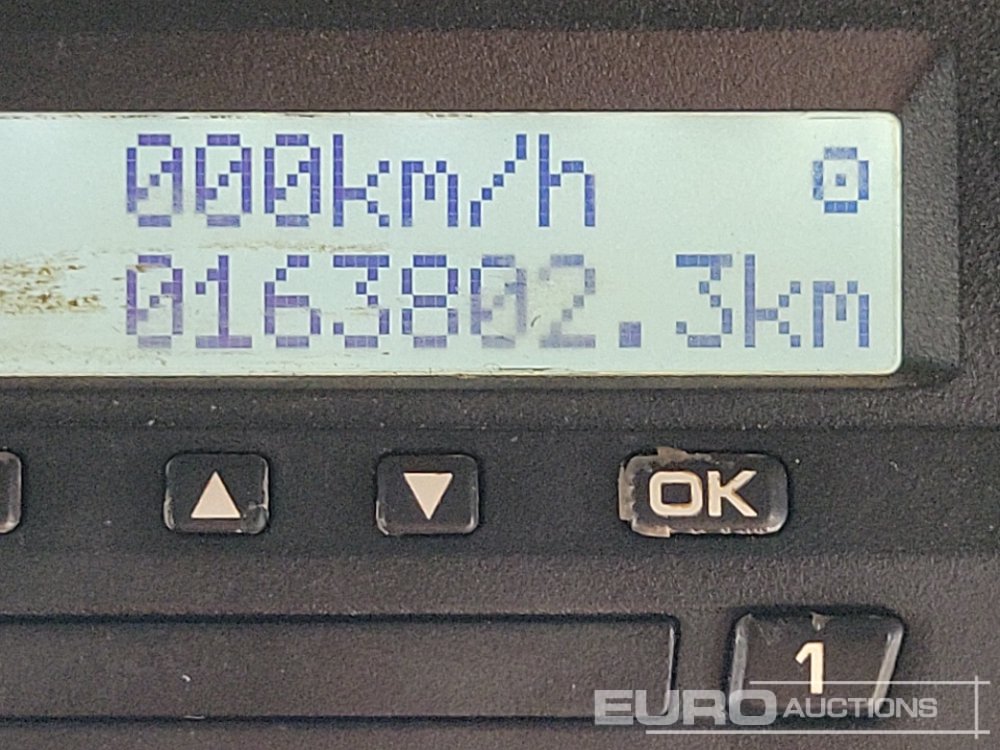 000km/h
0163802.3km
▲ ▼ OK
1
EURO AUCTIONS